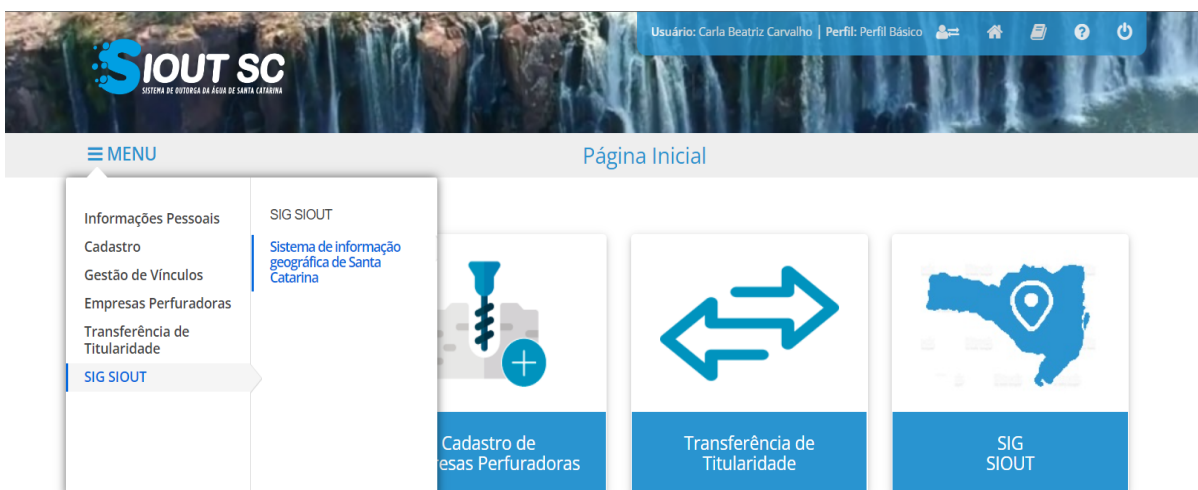 Usuário: Carla Beatriz Carvalho | Perfil: Perfil Básico
SIOUT SC
SISTEMA DE OUTORGA DA ÁGUA DE SANTA CATARINA
MENU
Página Inicial
Informações Pessoais
Cadastro
Gestão de Vínculos
Empresas Perfuradoras
Transferência de
Titularidade
SIG SIOUT
SIG SIOUT
Sistema de informação
geográfica de Santa
Catarina
Cadastro de
esas Perfuradoras
Transferência de
Titularidade
SIG
SIOUT